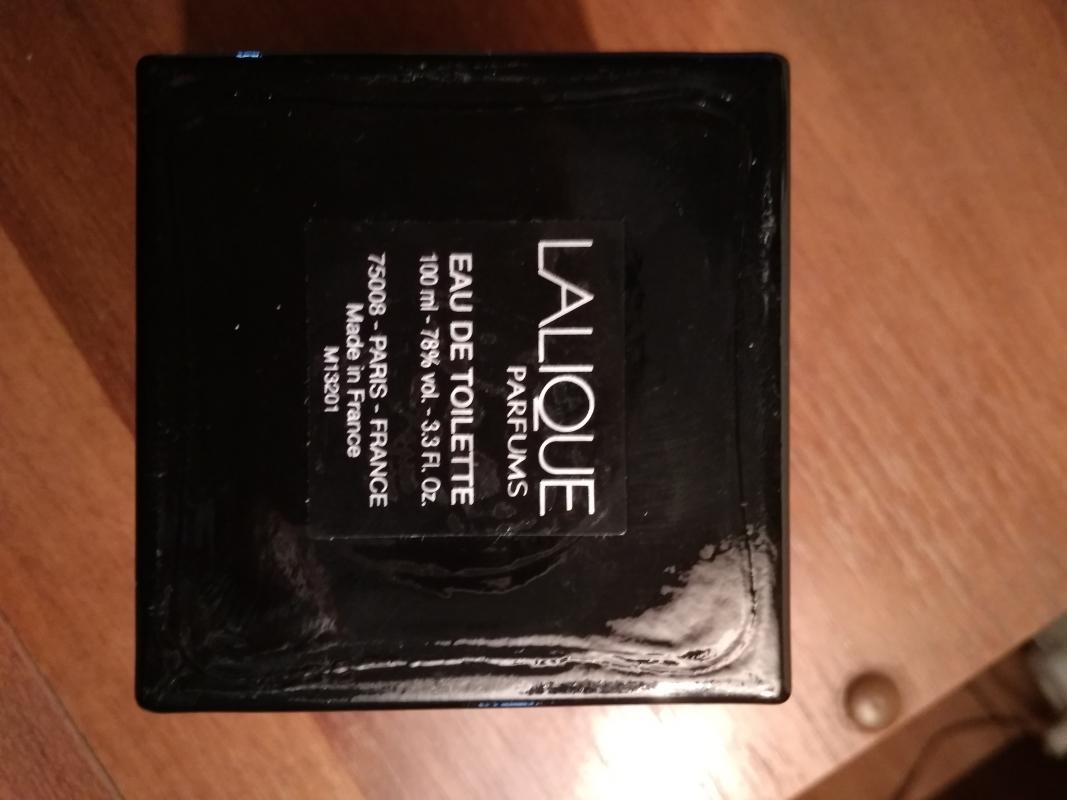 LALIQUE
PARFUMS
EAU DE TOILETTE
100 ml - 78% vol. - 3.3 Fl. Oz.
75008 - PARIS - FRANCE
Made in France
M13201